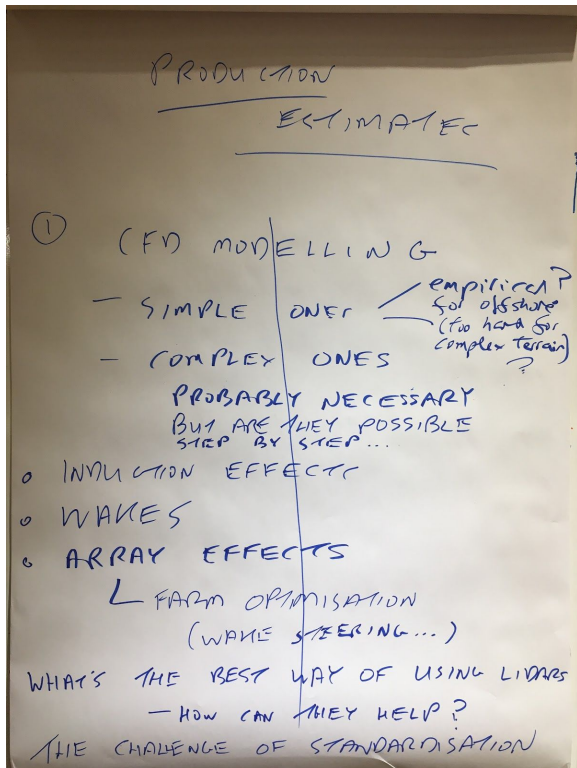 PRODUCTION
ESTIMATES
①
CFD MODELLING
— SIMPLE ONES
empirical?
for offshore
(too hard for
complex terrain)
?
— COMPLEX ONES
PROBABLY NECESSARY
BUT ARE THEY POSSIBLE
STEP BY STEP...
o INDUCTION EFFECTS
o WAKES
o ARRAY EFFECTS
FARM OPTIMISATION
(WAKE STEERING...)
WHAT'S THE BEST WAY OF USING LIDARS
— HOW CAN THEY HELP?
THE CHALLENGE OF STANDARDISATION